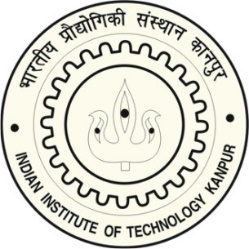 भारतीय प्रौद्योगिकी संस्थान कानपुर
INDIAN INSTITUTE OF TECHNOLOGY KANPUR